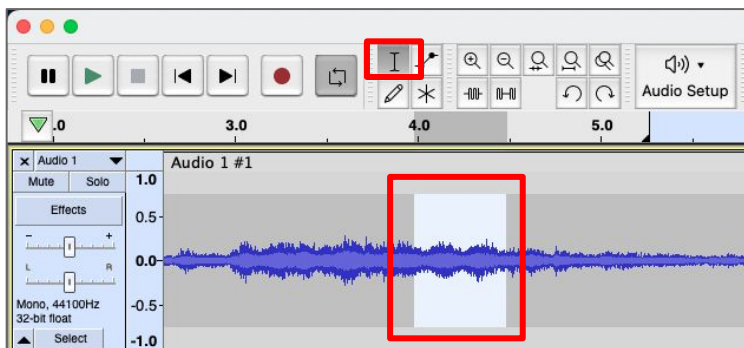 Audio Setup
.0 3.0 4.0 5.0
Audio 1
Audio 1 #1
Mute Solo
1.0
Effects
0.5
- +
0.0
L R
Mono, 44100Hz
-0.5
32-bit float
Select
-1.0